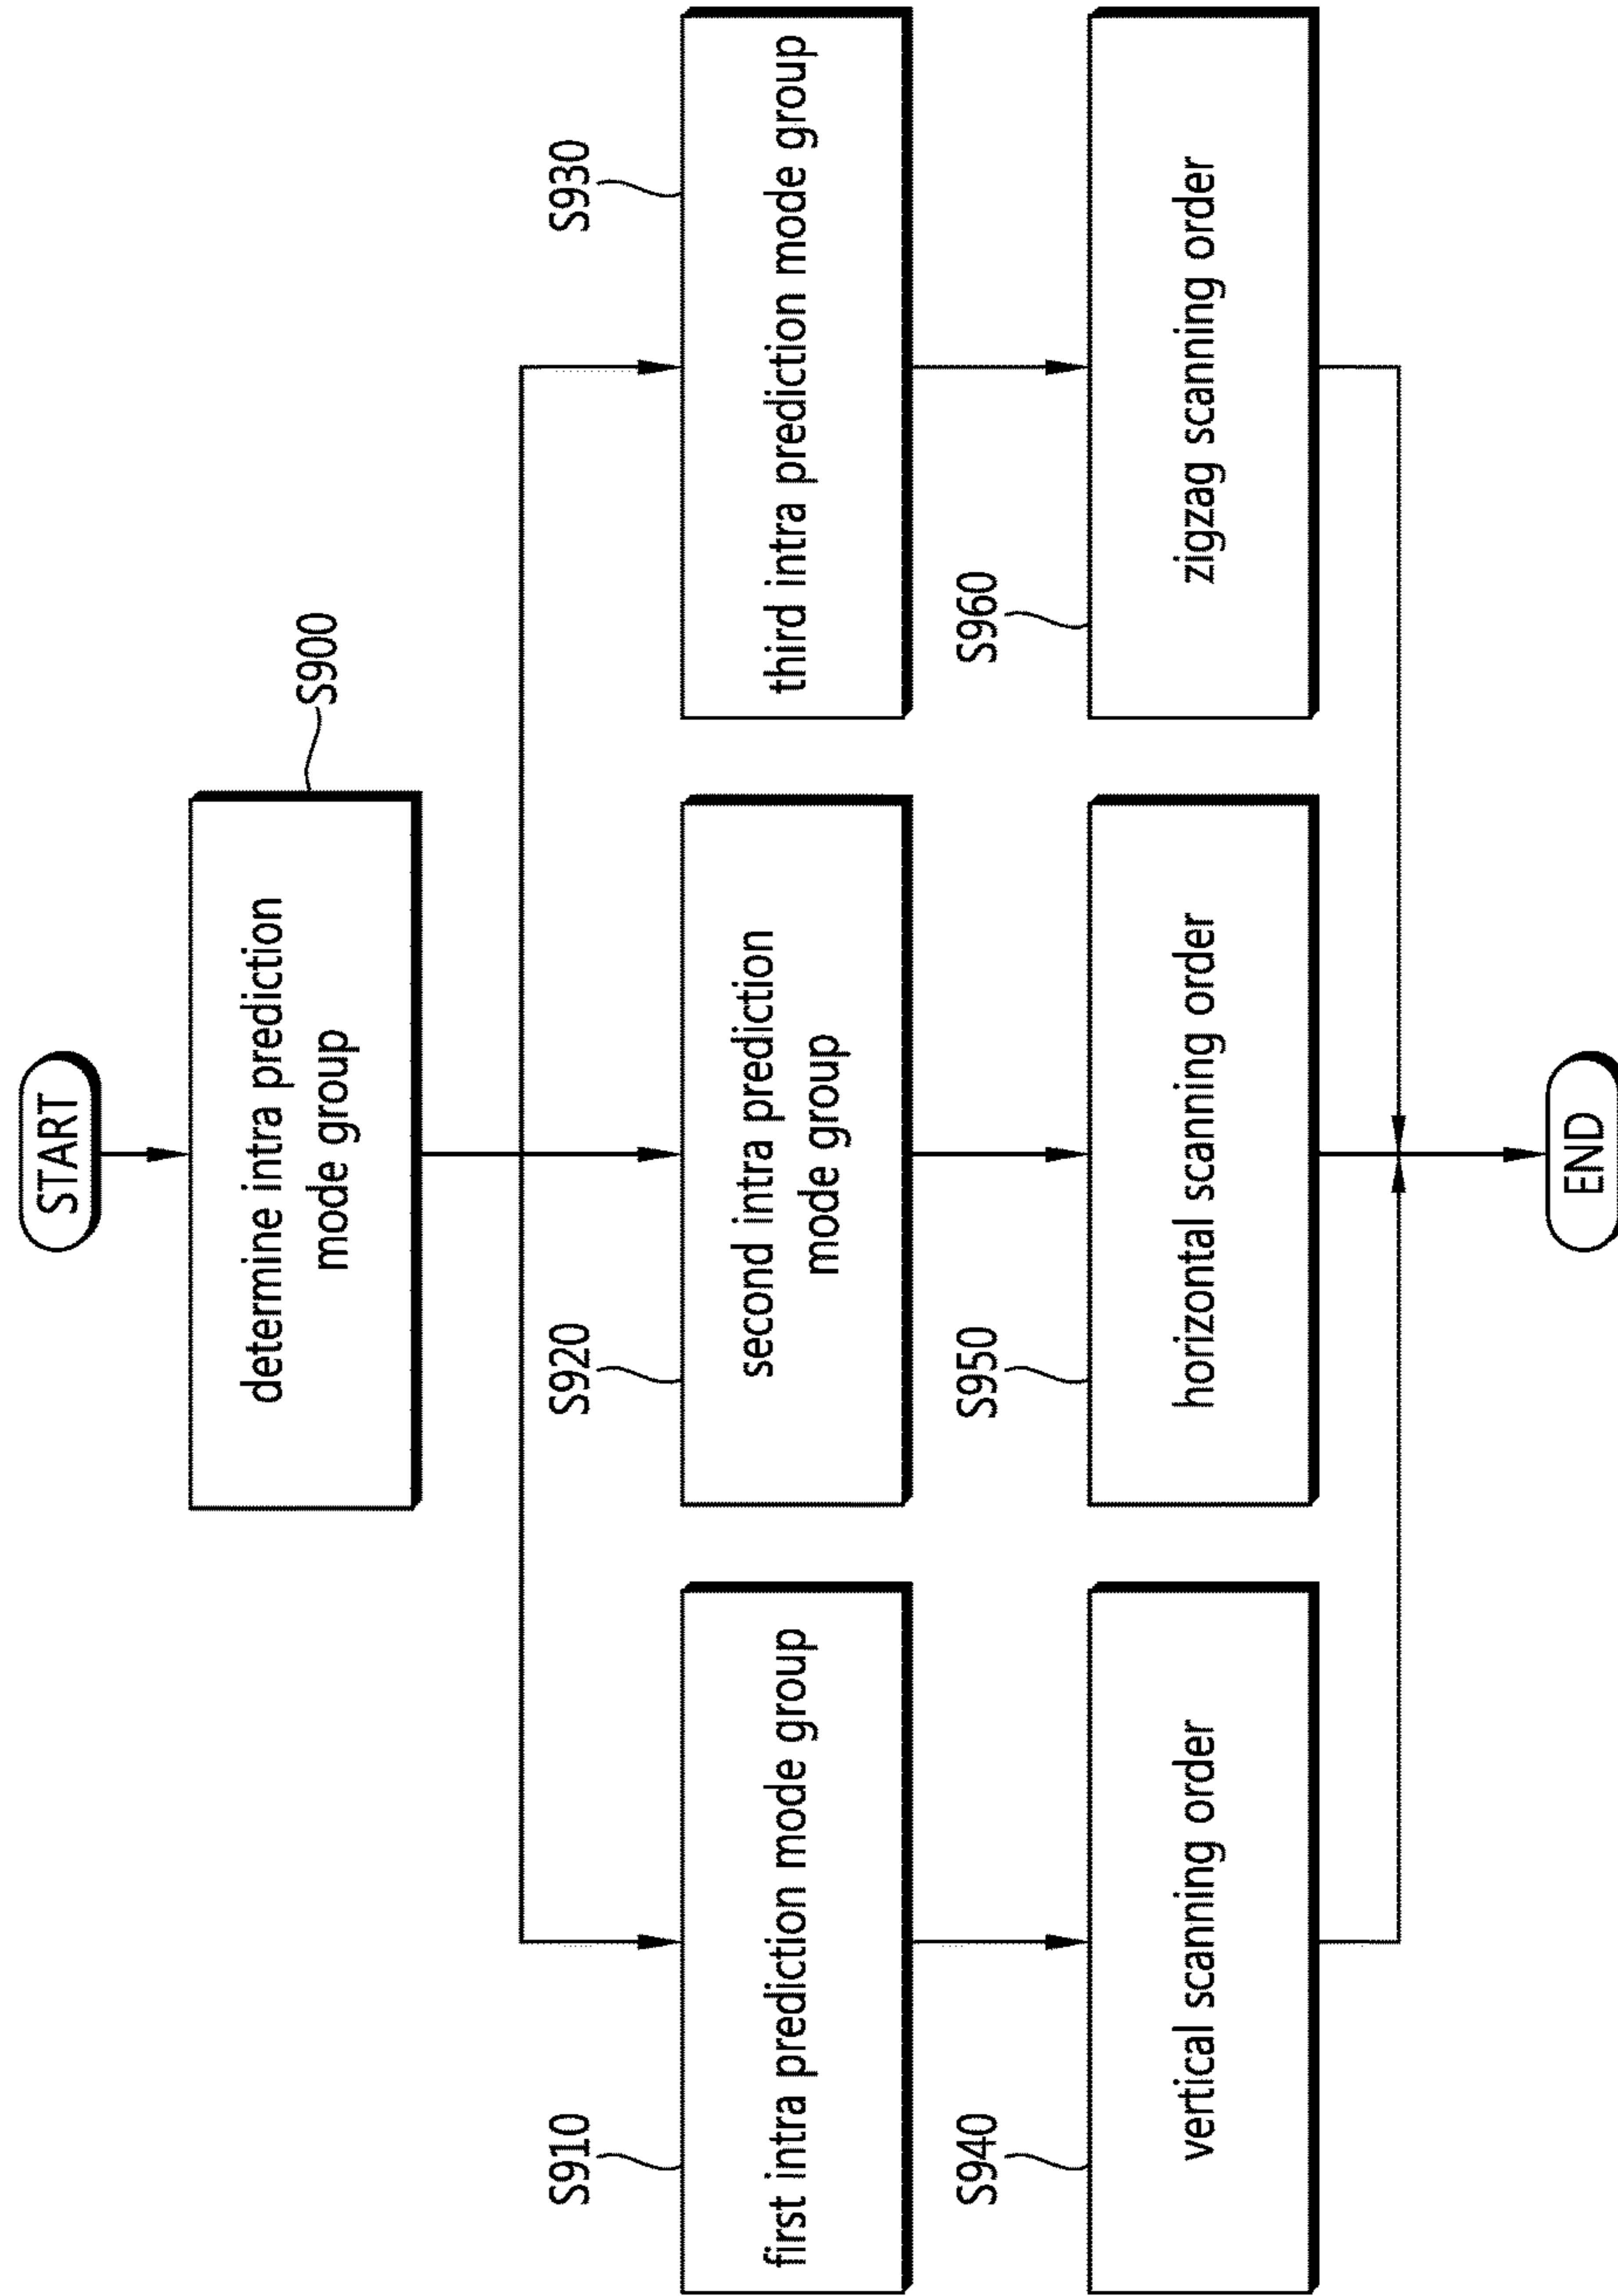 START
S900
determine intra prediction
mode group
S910
first intra prediction mode group
S920
second intra prediction
mode group
S930
third intra prediction mode group
S940
vertical scanning order
S950
horizontal scanning order
S960
zigzag scanning order
END